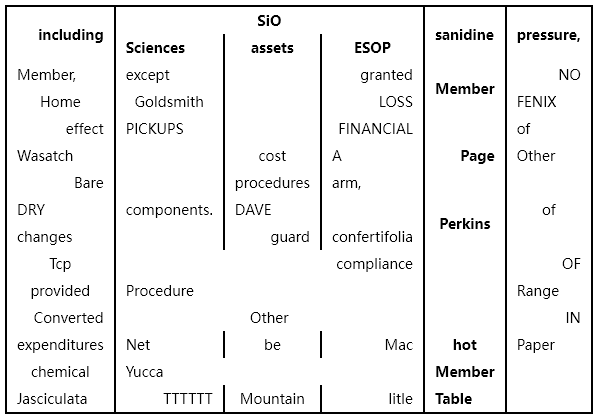 including SiO sanidine pressure,
Sciences assets ESOP
Member, except granted Member NO
Home Goldsmith LOSS FENIX
effect PICKUPS FINANCIAL of
Wasatch cost A Page Other
Bare procedures arm,
DRY components. DAVE Perkins of
changes guard confertifolia
Tcp compliance OF
provided Procedure Range
Converted Other IN
expenditures Net be Mac hot Paper
chemical Yucca Member
Jasciculata TTTTTT Mountain litle Table